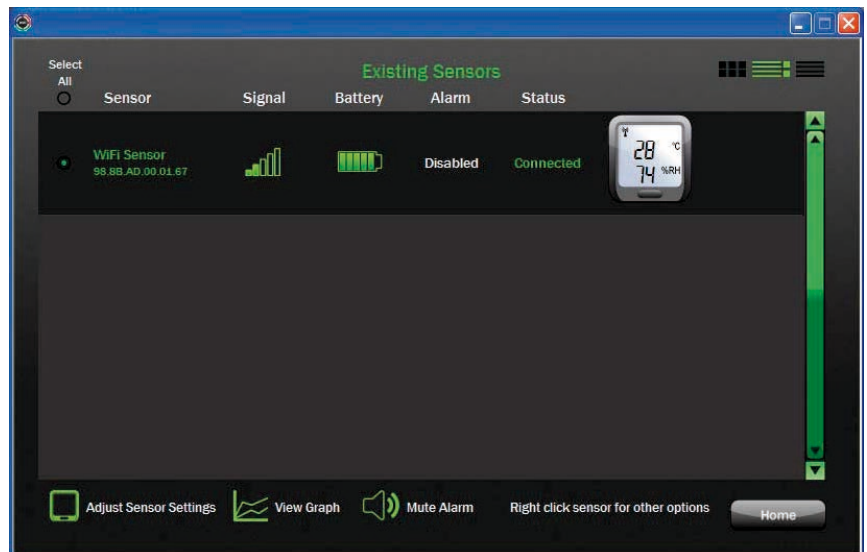 Select
All
Existing Sensors
Sensor Signal Battery Alarm Status
WiFi Sensor
98.8B.AD.00.01.67
Disabled
Connected
28 °C
74 %RH
Adjust Sensor Settings
View Graph
Mute Alarm
Right click sensor for other options
Home